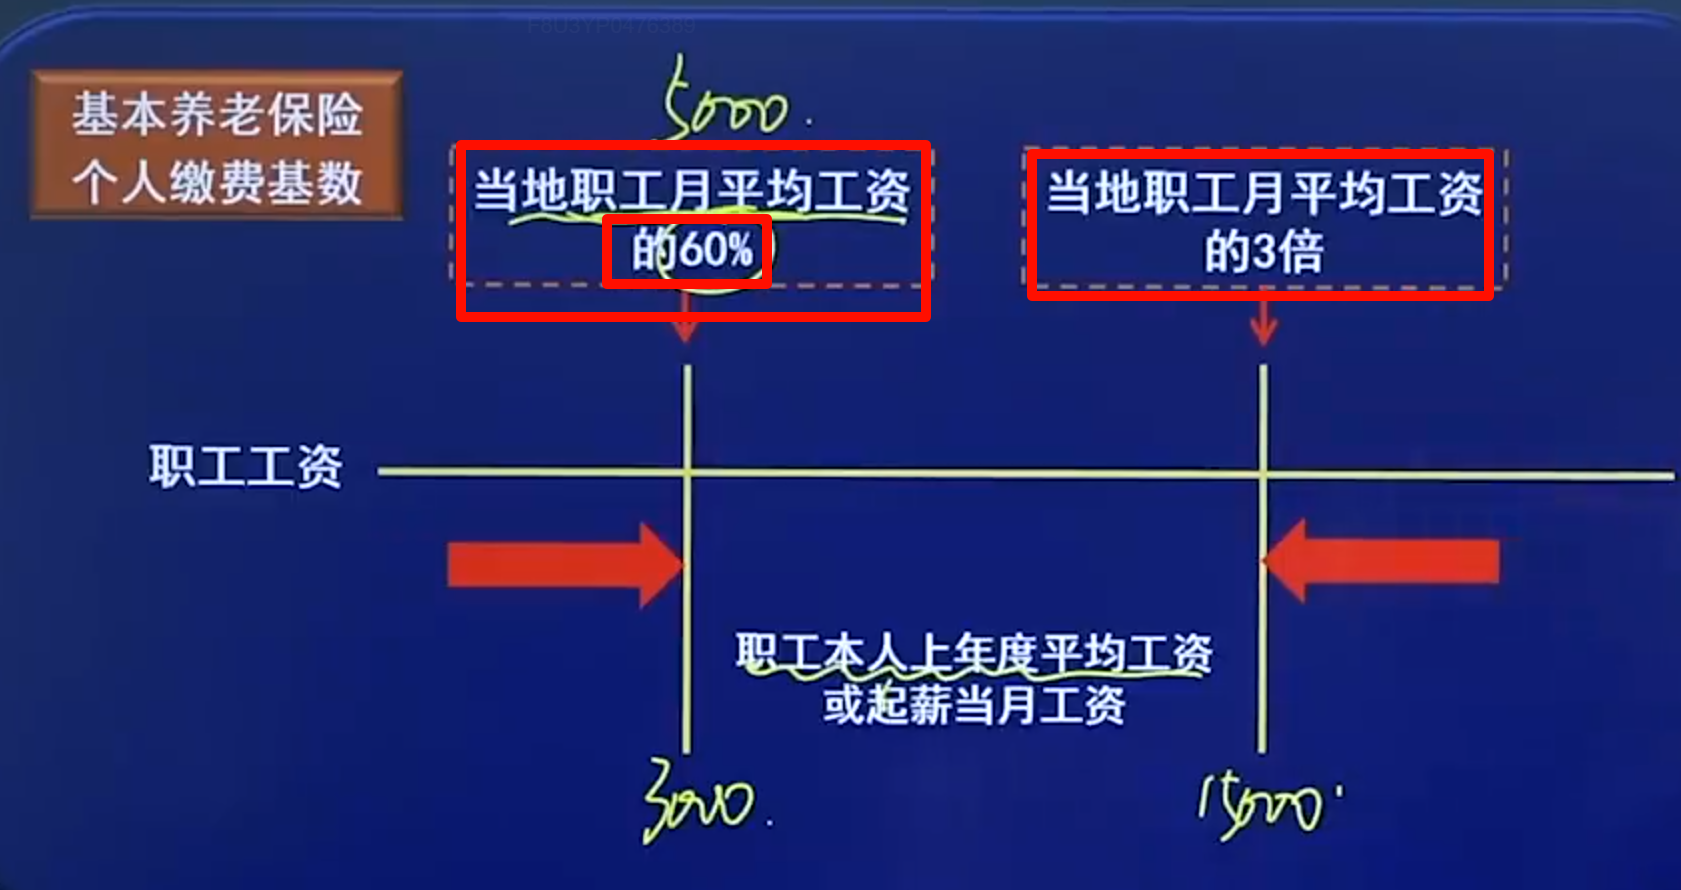 F8U3YP0476389
基本养老保险
个人缴费基数
5000.
当地职工月平均工资
的60%
当地职工月平均工资
的3倍
职工工资
职工本人上年度平均工资
或起薪当月工资
3000.
15000